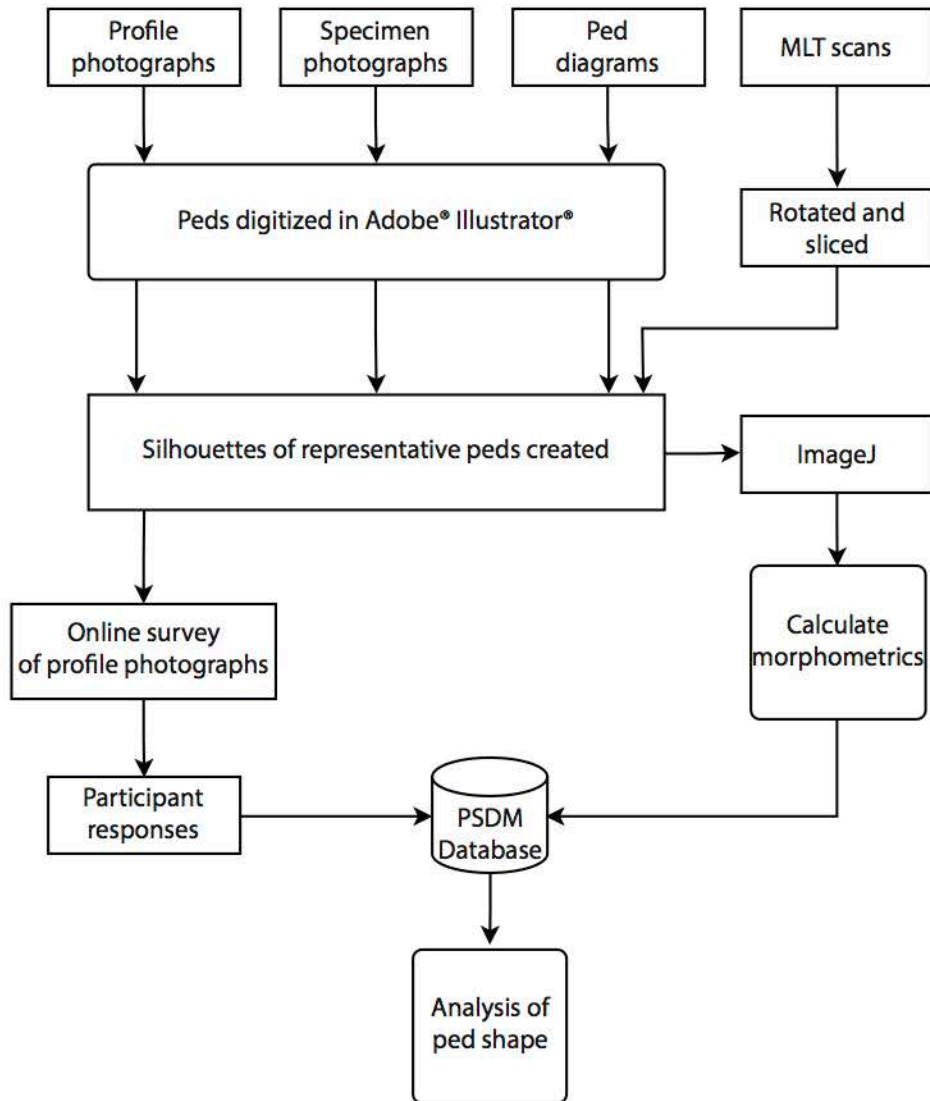 Profile
photographs
Specimen
photographs
Ped
diagrams
MLT scans
Peds digitized in Adobe® Illustrator®
Rotated and
sliced
Silhouettes of representative peds created
ImageJ
Online survey
of profile photographs
Calculate
morphometrics
Participant
responses
PSDM
Database
Analysis of
ped shape